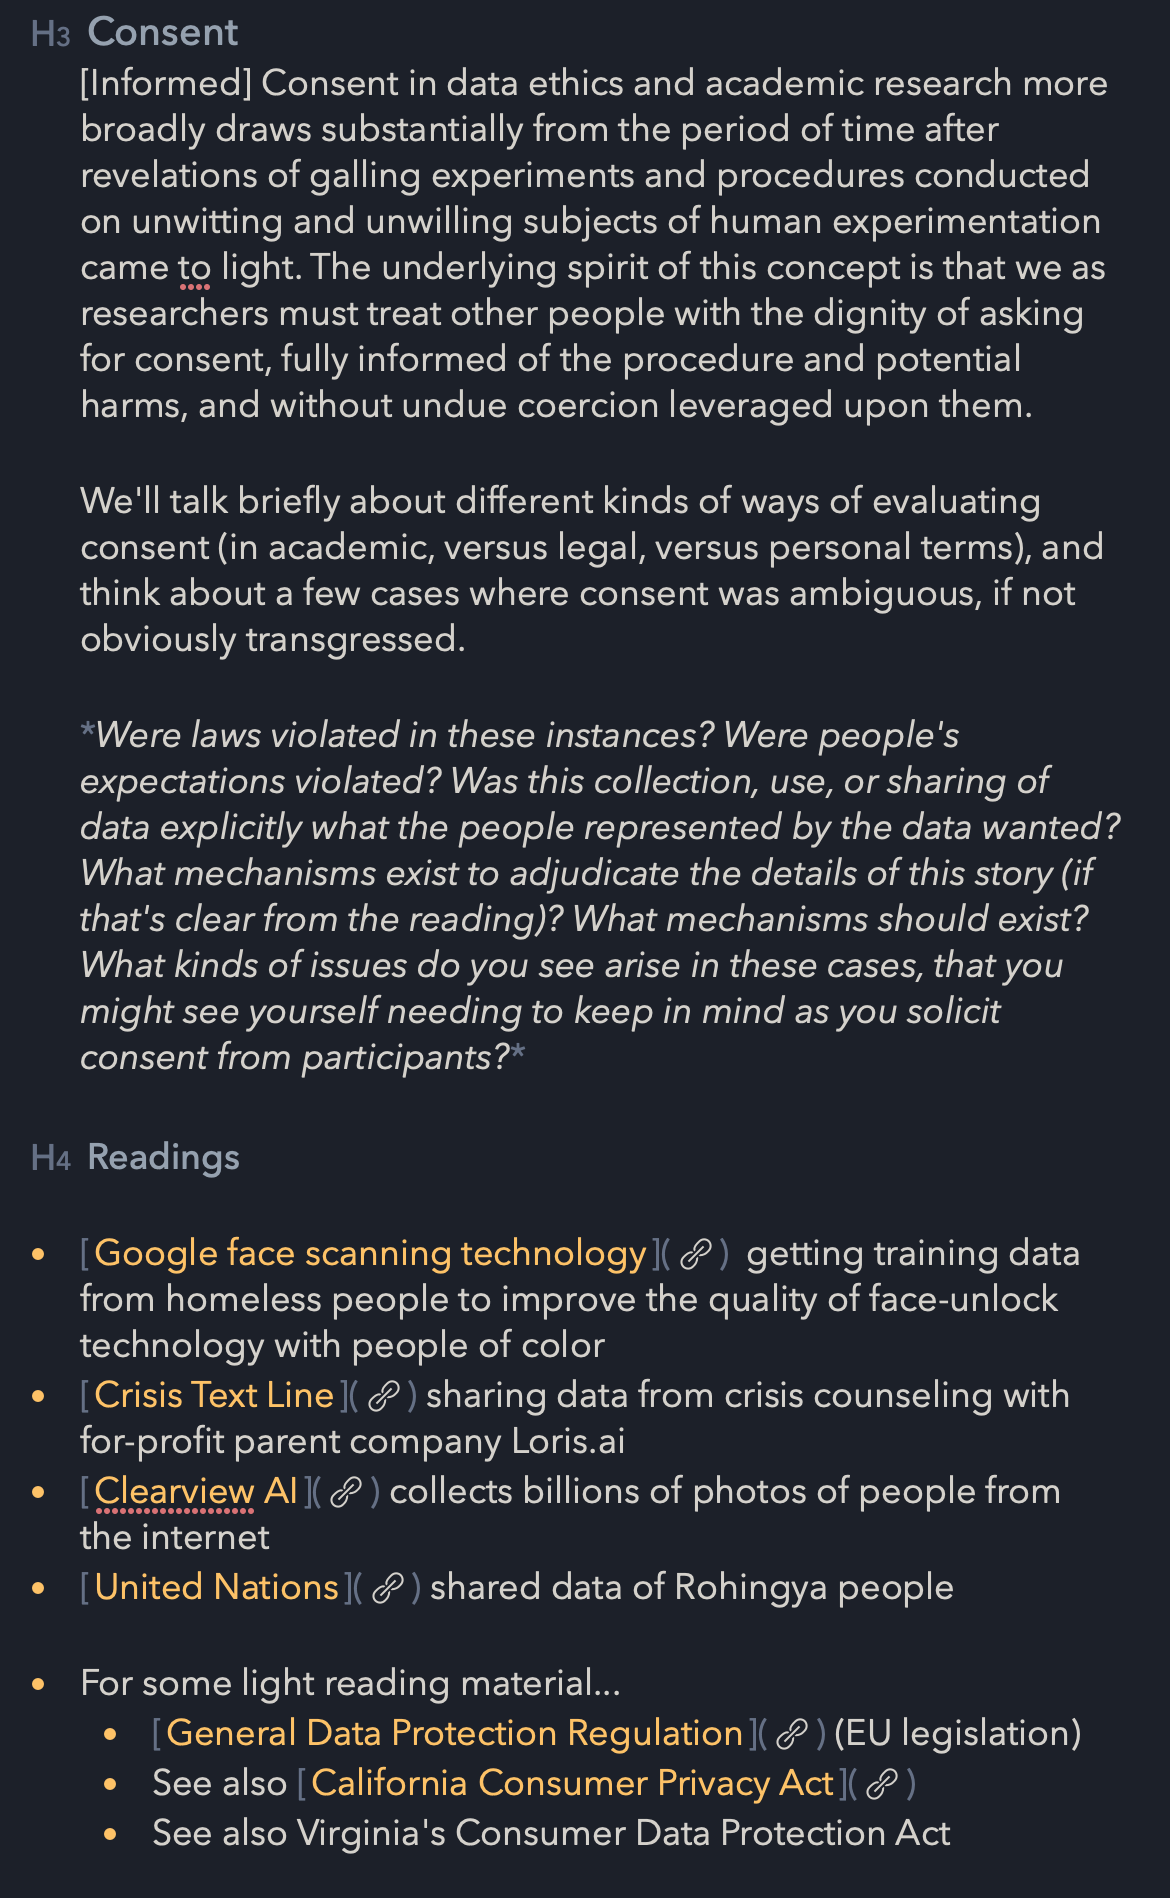 H3 Consent
[Informed] Consent in data ethics and academic research more
broadly draws substantially from the period of time after
revelations of galling experiments and procedures conducted
on unwitting and unwilling subjects of human experimentation
came to light. The underlying spirit of this concept is that we as
researchers must treat other people with the dignity of asking
for consent, fully informed of the procedure and potential
harms, and without undue coercion leveraged upon them.
We'll talk briefly about different kinds of ways of evaluating
consent (in academic, versus legal, versus personal terms), and
think about a few cases where consent was ambiguous, if not
obviously transgressed.
*Were laws violated in these instances? Were people's
expectations violated? Was this collection, use, or sharing of
data explicitly what the people represented by the data wanted?
What mechanisms exist to adjudicate the details of this story (if
that's clear from the reading)? What mechanisms should exist?
What kinds of issues do you see arise in these cases, that you
might see yourself needing to keep in mind as you solicit
consent from participants?*
H4 Readings
• [Google face scanning technology]( ) getting training data
from homeless people to improve the quality of face-unlock
technology with people of color
• [Crisis Text Line]( ) sharing data from crisis counseling with
for-profit parent company Loris.ai
• [Clearview AI]( ) collects billions of photos of people from
the internet
• [United Nations]( ) shared data of Rohingya people
• For some light reading material...
• [General Data Protection Regulation]( ) (EU legislation)
• See also [California Consumer Privacy Act]( )
• See also Virginia's Consumer Data Protection Act